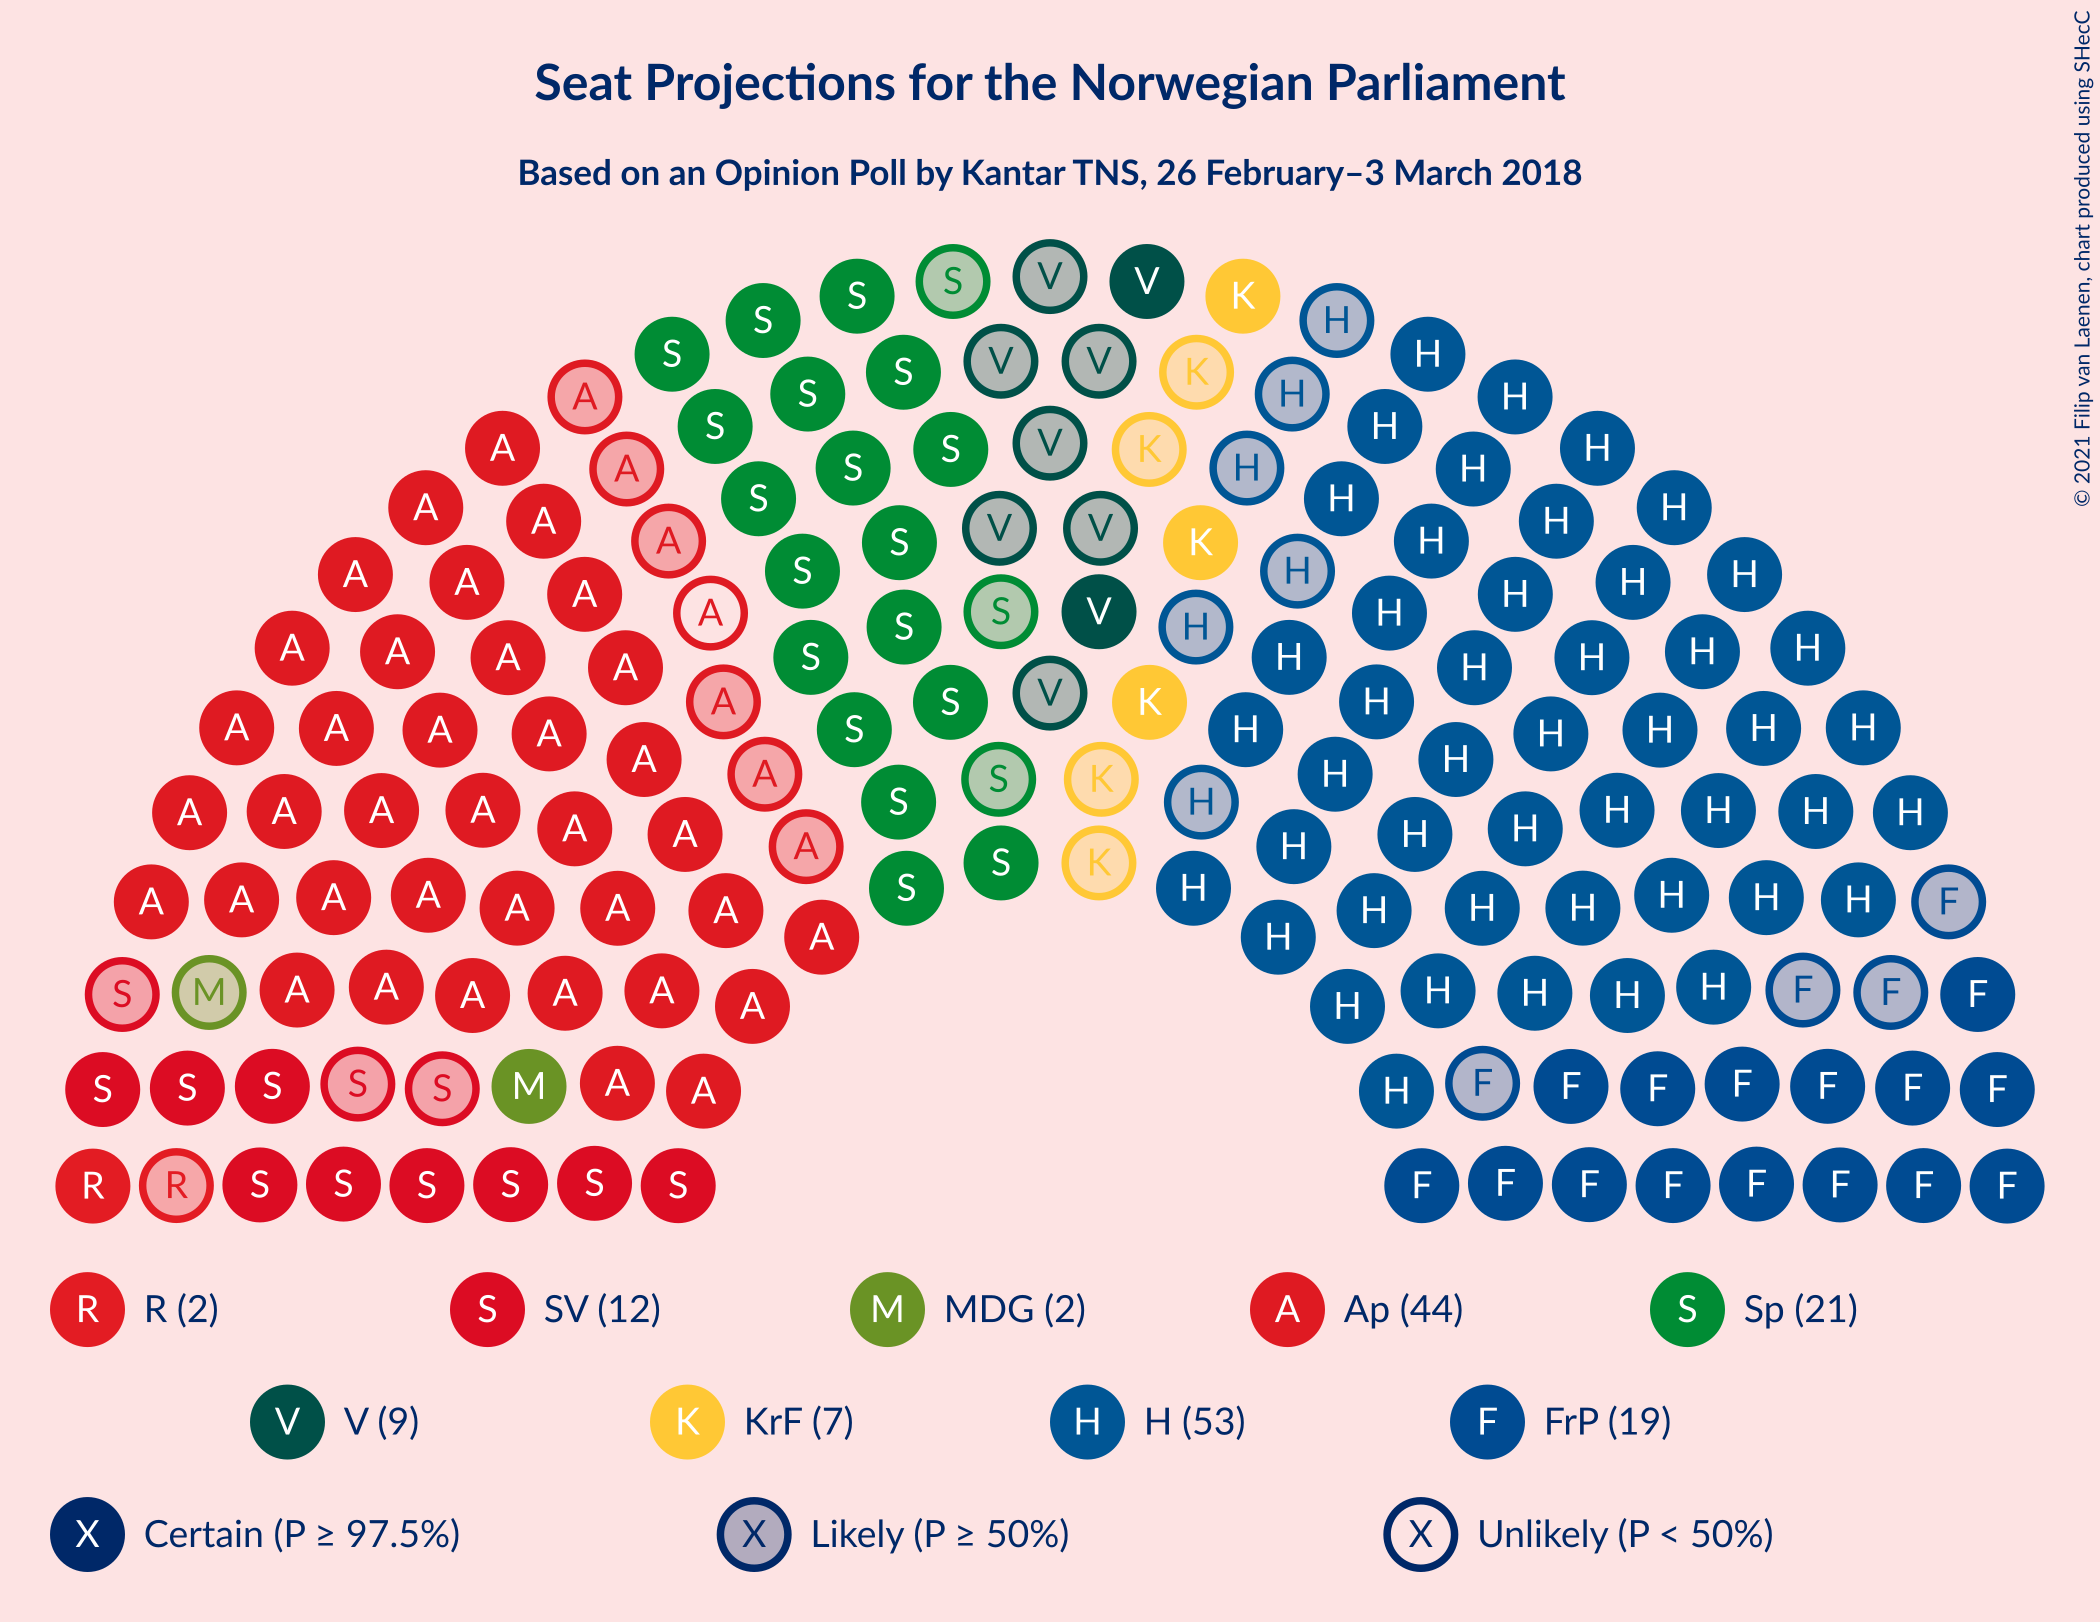 Seat Projections for the Norwegian Parliament
Based on an Opinion Poll by Kantar TNS, 26 February–3 March 2018
© 2021 Filip van Laenen, chart produced using SHecC
S S S S V V K H H H
A S S S V V K H H H H
A A S S V K H H H H
A A A S S V V K H H H H H
A A A A S S S V H H H H H H
A A A A A S S V K H H H H H H
A A A A A A S S K H H H H H H H
A A A A A A A S S K H H H H H H H H
A A A A A A A A H H H H H H H F
S M A A A A A A H H H H H F F F
S S S S S M A A H F F F F F F F
R R S S S S S S F F F F F F F F
R R (2) S SV (12) M MDG (2) A Ap (44) S Sp (21)
V V (9) K KrF (7) H H (53) F FrP (19)
X Certain (P ≥ 97.5%) X Likely (P ≥ 50%) X Unlikely (P < 50%)